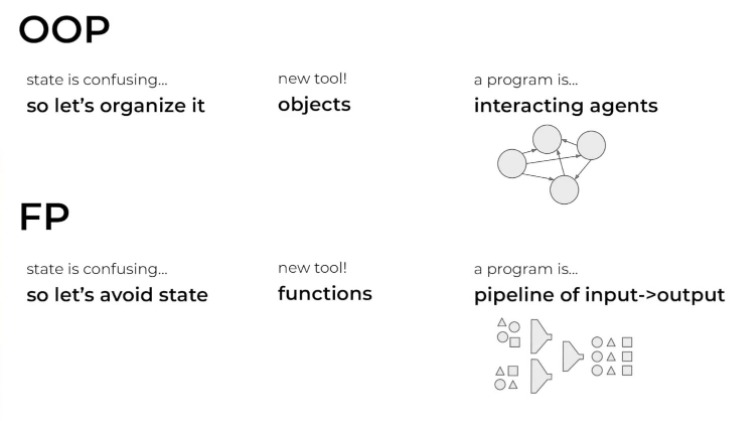 OOP
state is confusing...
so let's organize it
new tool!
objects
a program is...
interacting agents
FP
state is confusing...
so let's avoid state
new tool!
functions
a program is...
pipeline of input->output